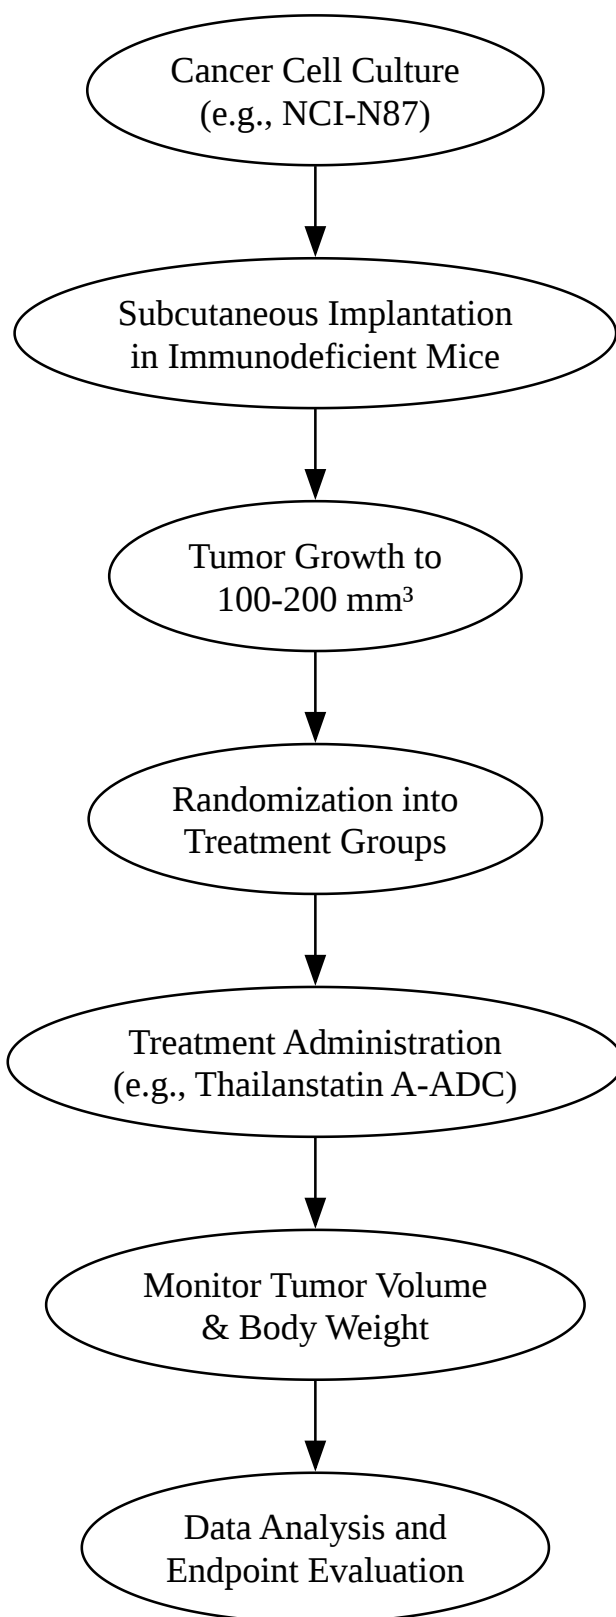 Cancer Cell Culture
(e.g., NCI-N87)
Subcutaneous Implantation
in Immunodeficient Mice
Tumor Growth to
100-200 mm³
Randomization into
Treatment Groups
Treatment Administration
(e.g., Thailanstatin A-ADC)
Monitor Tumor Volume
& Body Weight
Data Analysis and
Endpoint Evaluation